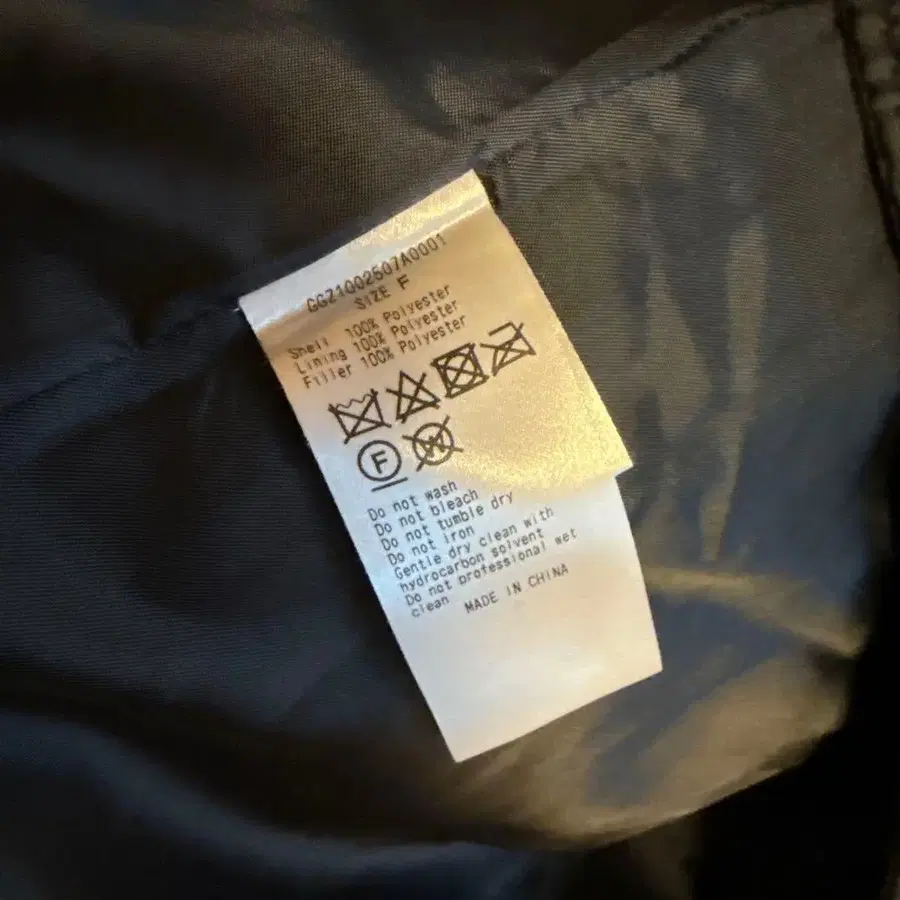 GGZ1002507A0001
SIZE F
Shell 100% Polyester
Lining 100% Polyester
Filler 100% Polyester
F W
Do not wash
Do not bleach
Do not tumble dry
Do not iron
Gentle dry clean with
hydrocarbon solvent
Do not professional wet
clean MADE IN CHINA